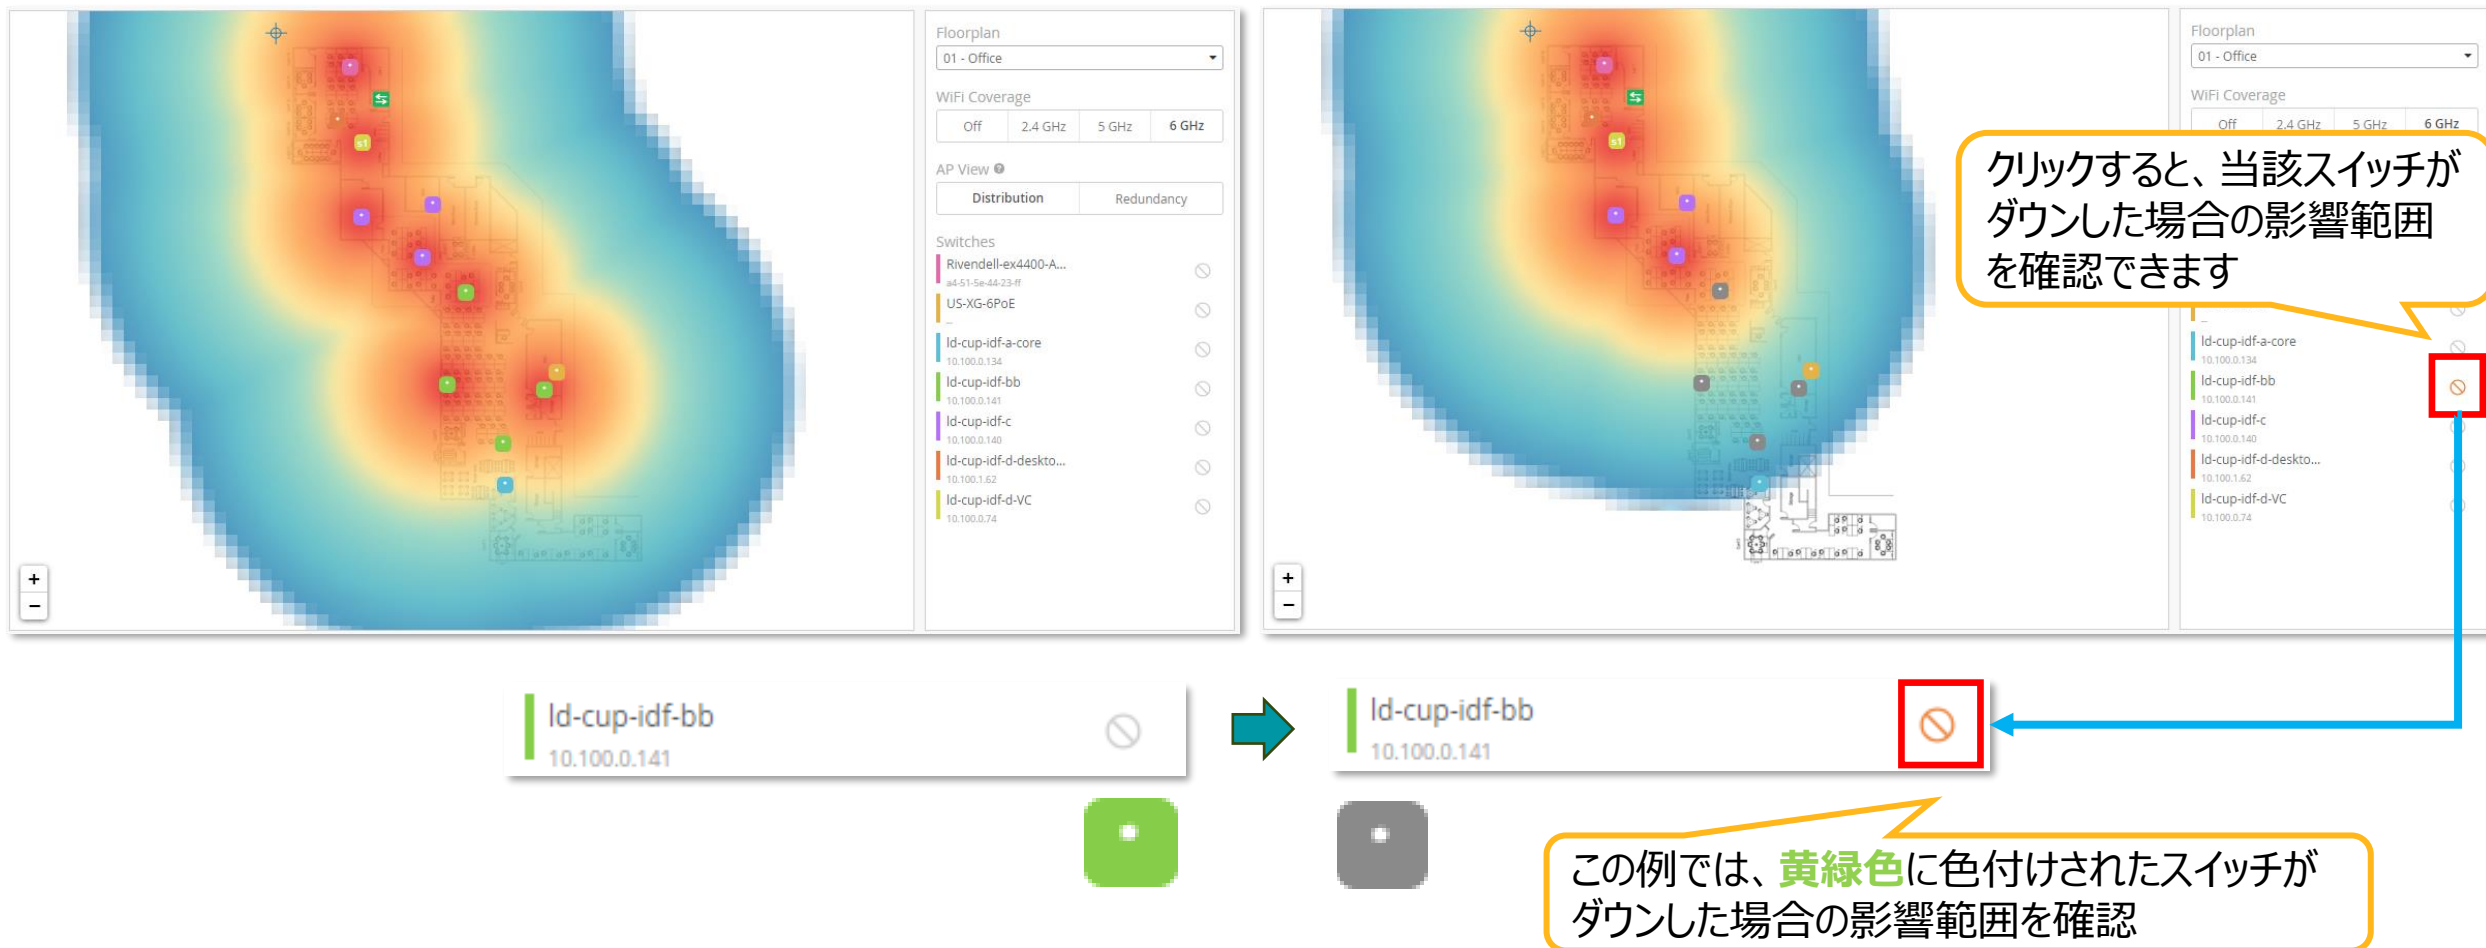 Floorplan
01 - Office
WiFi Coverage
Off 2.4 GHz 5 GHz 6 GHz
AP View
Distribution Redundancy
Switches
Rivendell-ex4400-A...
a4-51-5e-44-23-ff
US-XG-6PoE
--
ld-cup-idf-a-core
10.100.0.134
ld-cup-idf-bb
10.100.0.141
ld-cup-idf-c
10.100.0.140
ld-cup-idf-d-deskto...
10.100.1.62
ld-cup-idf-d-VC
10.100.0.74
s1
+
−
Floorplan
01 - Office
WiFi Coverage
Off 2.4 GHz 5 GHz 6 GHz
クリックすると、当該スイッチが
ダウンした場合の影響範囲
を確認できます
--
ld-cup-idf-a-core
10.100.0.134
ld-cup-idf-bb
10.100.0.141
ld-cup-idf-c
10.100.0.140
ld-cup-idf-d-deskto...
10.100.1.62
ld-cup-idf-d-VC
10.100.0.74
s1
+
−
ld-cup-idf-bb
10.100.0.141
ld-cup-idf-bb
10.100.0.141
この例では、黄緑色に色付けされたスイッチが
ダウンした場合の影響範囲を確認